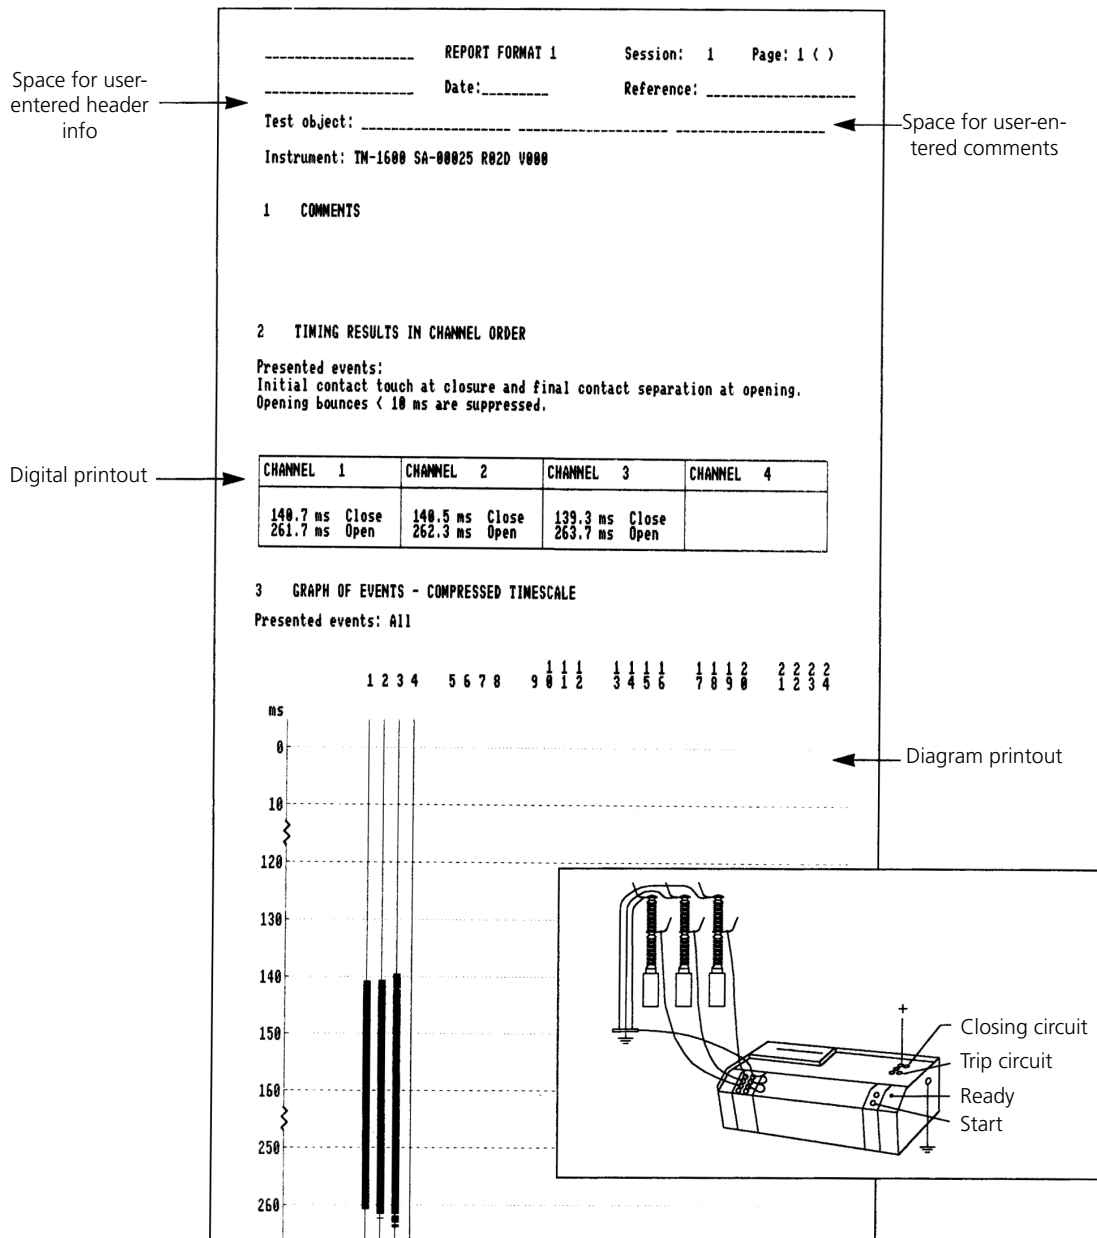 Space for user-
entered header
info
REPORT FORMAT 1 Session: 1 Page: 1 ( )
Date:_________ Reference: ____________________
Test object: ____________________ ____________________ ____________________
Space for user-en-
tered comments
Instrument: TM-1600 SA-00025 R02D V000
1 COMMENTS
2 TIMING RESULTS IN CHANNEL ORDER
Presented events:
Initial contact touch at closure and final contact separation at opening.
Opening bounces < 10 ms are suppressed.
Digital printout
CHANNEL 1 CHANNEL 2 CHANNEL 3 CHANNEL 4
140.7 ms Close 140.5 ms Close 139.3 ms Close
261.7 ms Open 262.3 ms Open 263.7 ms Open
3 GRAPH OF EVENTS - COMPRESSED TIMESCALE
Presented events: All
1 2 3 4 5 6 7 8 9 10 11 12 13 14 15 16 17 18 19 20 21 22 23 24
ms
0
Diagram printout
10
120
130
140
150
160
250
260
+
Closing circuit
Trip circuit
Ready
Start